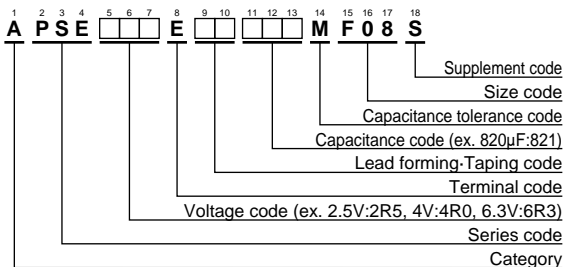 1 2 3 4 5 6 7 8 9 10 11 12 13 14 15 16 17 18
A P S E □□□ E □□ □□□ M F 0 8 S
Supplement code
Size code
Capacitance tolerance code
Capacitance code (ex. 820µF:821)
Lead forming·Taping code
Terminal code
Voltage code (ex. 2.5V:2R5, 4V:4R0, 6.3V:6R3)
Series code
Category